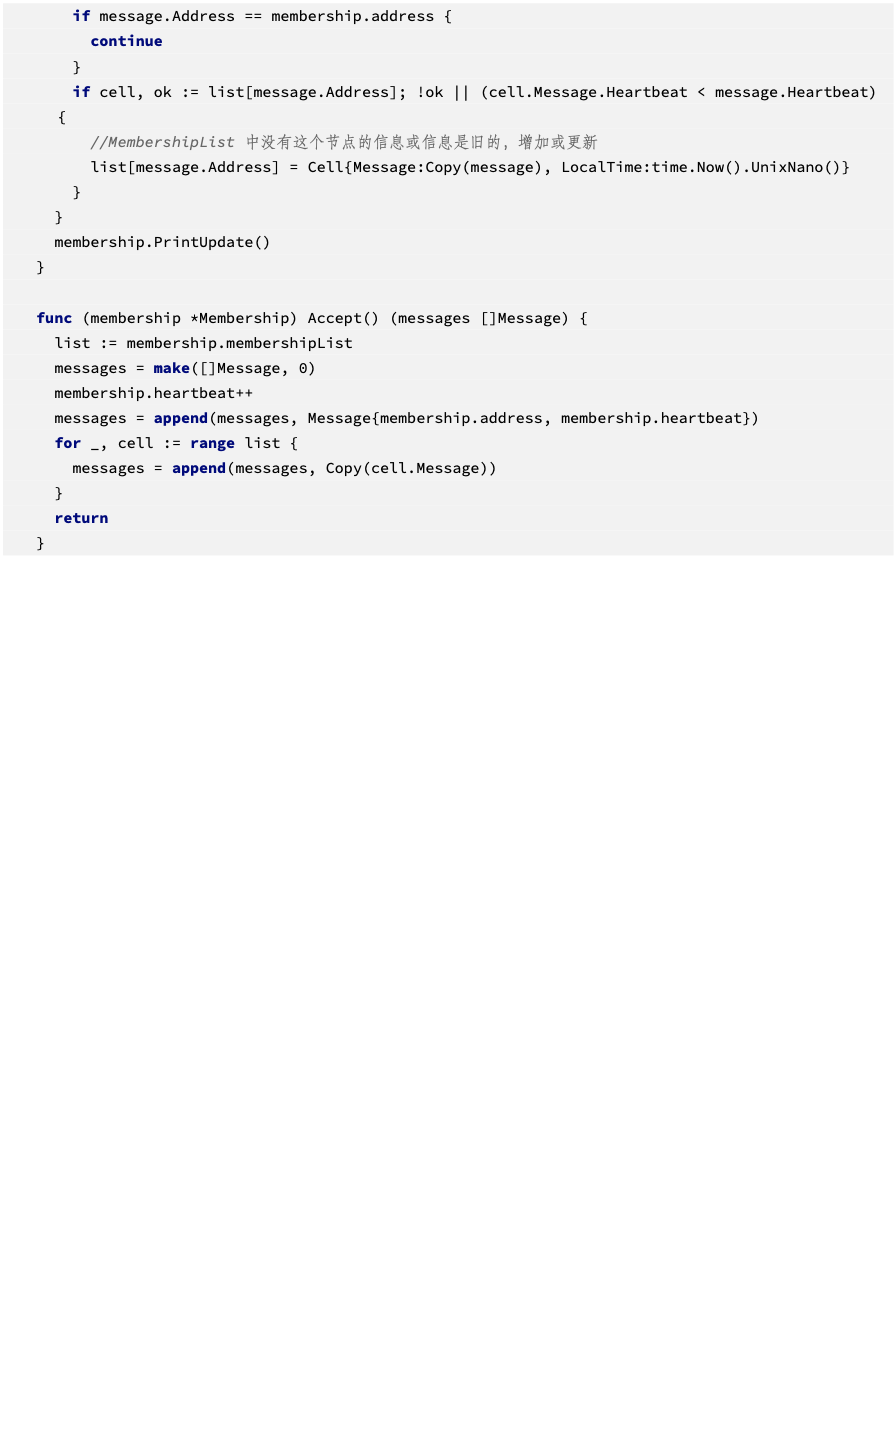 if message.Address == membership.address {
continue
}
if cell, ok := list[message.Address]; !ok || (cell.Message.Heartbeat < message.Heartbeat)
{
//MembershipList 中没有这个节点的信息或信息是旧的，增加或更新
list[message.Address] = Cell{Message:Copy(message), LocalTime:time.Now().UnixNano()}
}
}
membership.PrintUpdate()
}
func (membership *Membership) Accept() (messages []Message) {
list := membership.membershipList
messages = make([]Message, 0)
membership.heartbeat++
messages = append(messages, Message{membership.address, membership.heartbeat})
for _, cell := range list {
messages = append(messages, Copy(cell.Message))
}
return
}